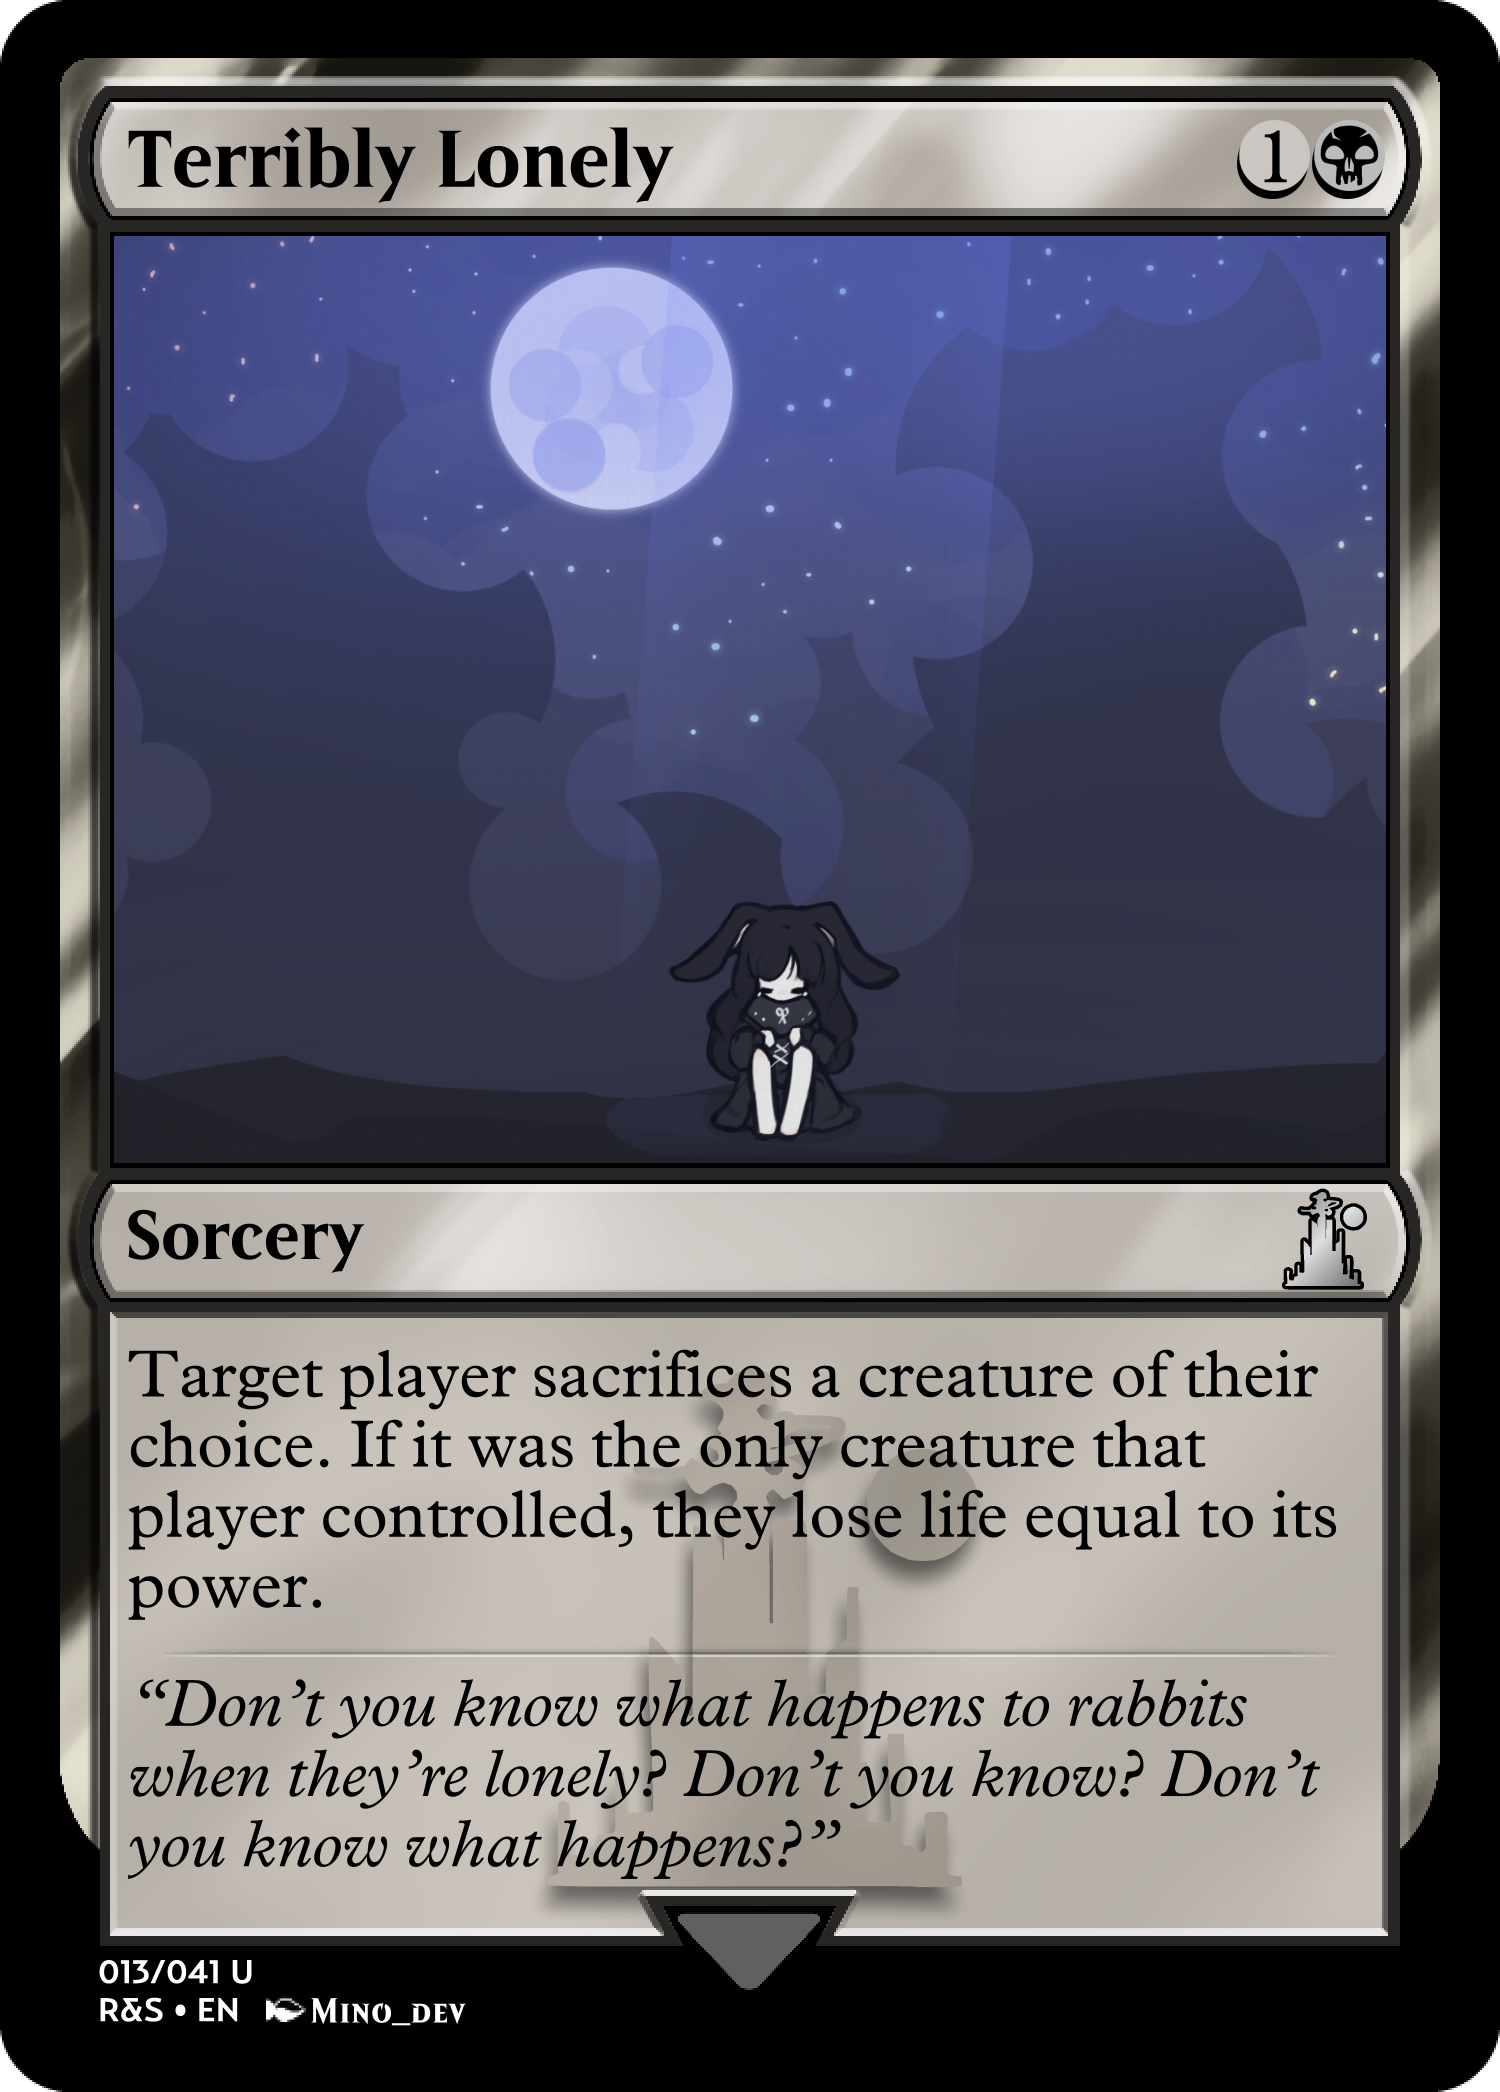 Terribly Lonely 1
Sorcery
Target player sacrifices a creature of their
choice. If it was the only creature that
player controlled, they lose life equal to its
power.
“Don’t you know what happens to rabbits
when they’re lonely? Don’t you know? Don’t
you know what happens?”
013/041 U
R&S • EN Mino_dev